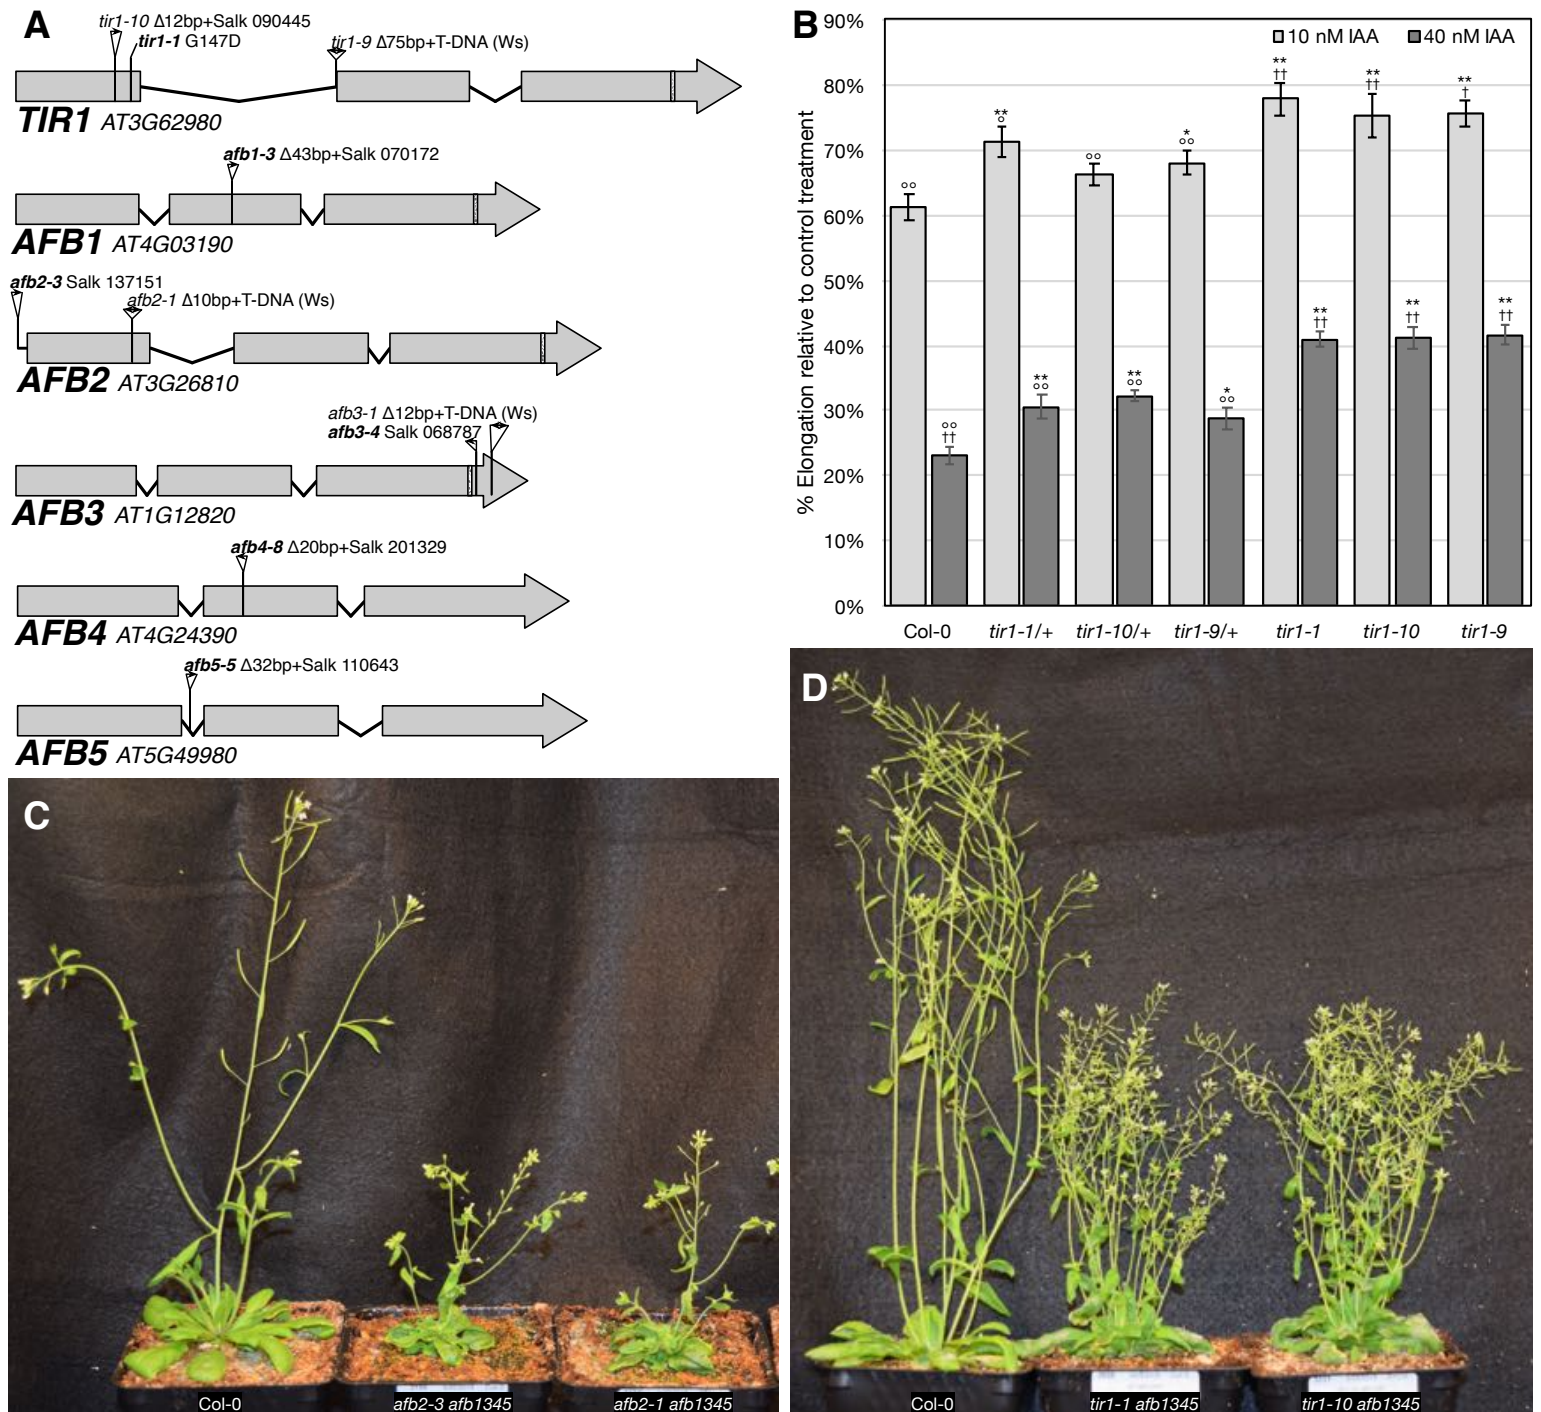 A
tir1-10 Δ12bp+Salk 090445
tir1-1 G147D
tir1-9 Δ75bp+T-DNA (Ws)
TIR1 AT3G62980
afb1-3 Δ43bp+Salk 070172
AFB1 AT4G03190
afb2-3 Salk 137151
afb2-1 Δ10bp+T-DNA (Ws)
AFB2 AT3G26810
afb3-1 Δ12bp+T-DNA (Ws)
afb3-4 Salk 068787
AFB3 AT1G12820
afb4-8 Δ20bp+Salk 201329
AFB4 AT4G24390
afb5-5 Δ32bp+Salk 110643
AFB5 AT5G49980
B
% Elongation relative to control treatment
90%
80%
70%
60%
50%
40%
30%
20%
10%
0%
10 nM IAA 40 nM IAA
°°
°°
††
**
°
**
°°
°°
**
°°
*
°°
*
°°
**
††
**
††
**
††
**
††
**
†
**
††
Col-0 tir1-1/+ tir1-10/+ tir1-9/+ tir1-1 tir1-10 tir1-9
C
Col-0 afb2-3 afb1345 afb2-1 afb1345
D
Col-0 tir1-1 afb1345 tir1-10 afb1345